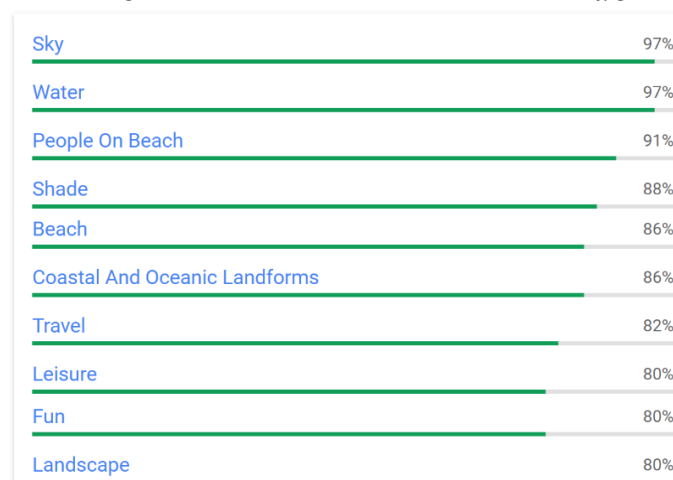 Sky 97%
Water 97%
People On Beach 91%
Shade 88%
Beach 86%
Coastal And Oceanic Landforms 86%
Travel 82%
Leisure 80%
Fun 80%
Landscape 80%